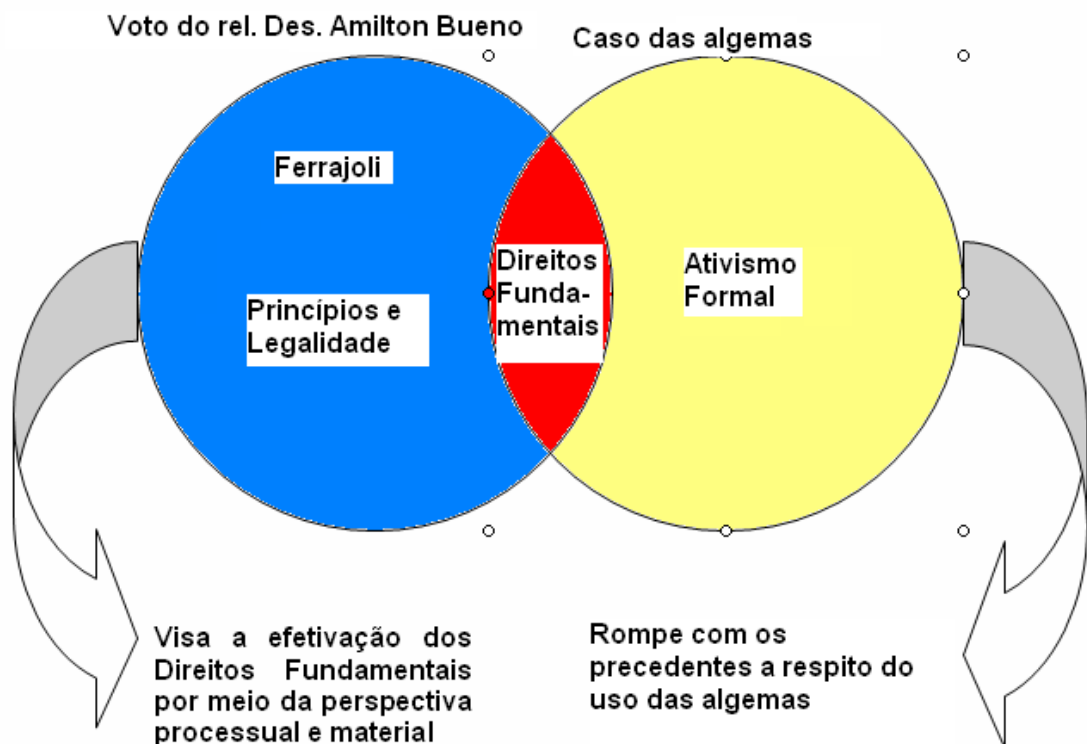 Voto do rel. Des. Amilton Bueno
Caso das algemas
Ferrajoli
Princípios e
Legalidade
Direitos
Funda-
mentais
Ativismo
Formal
Visa a efetivação dos
Direitos Fundamentais
por meio da perspectiva
processual e material
Rompe com os
precedentes a respito do
uso das algemas